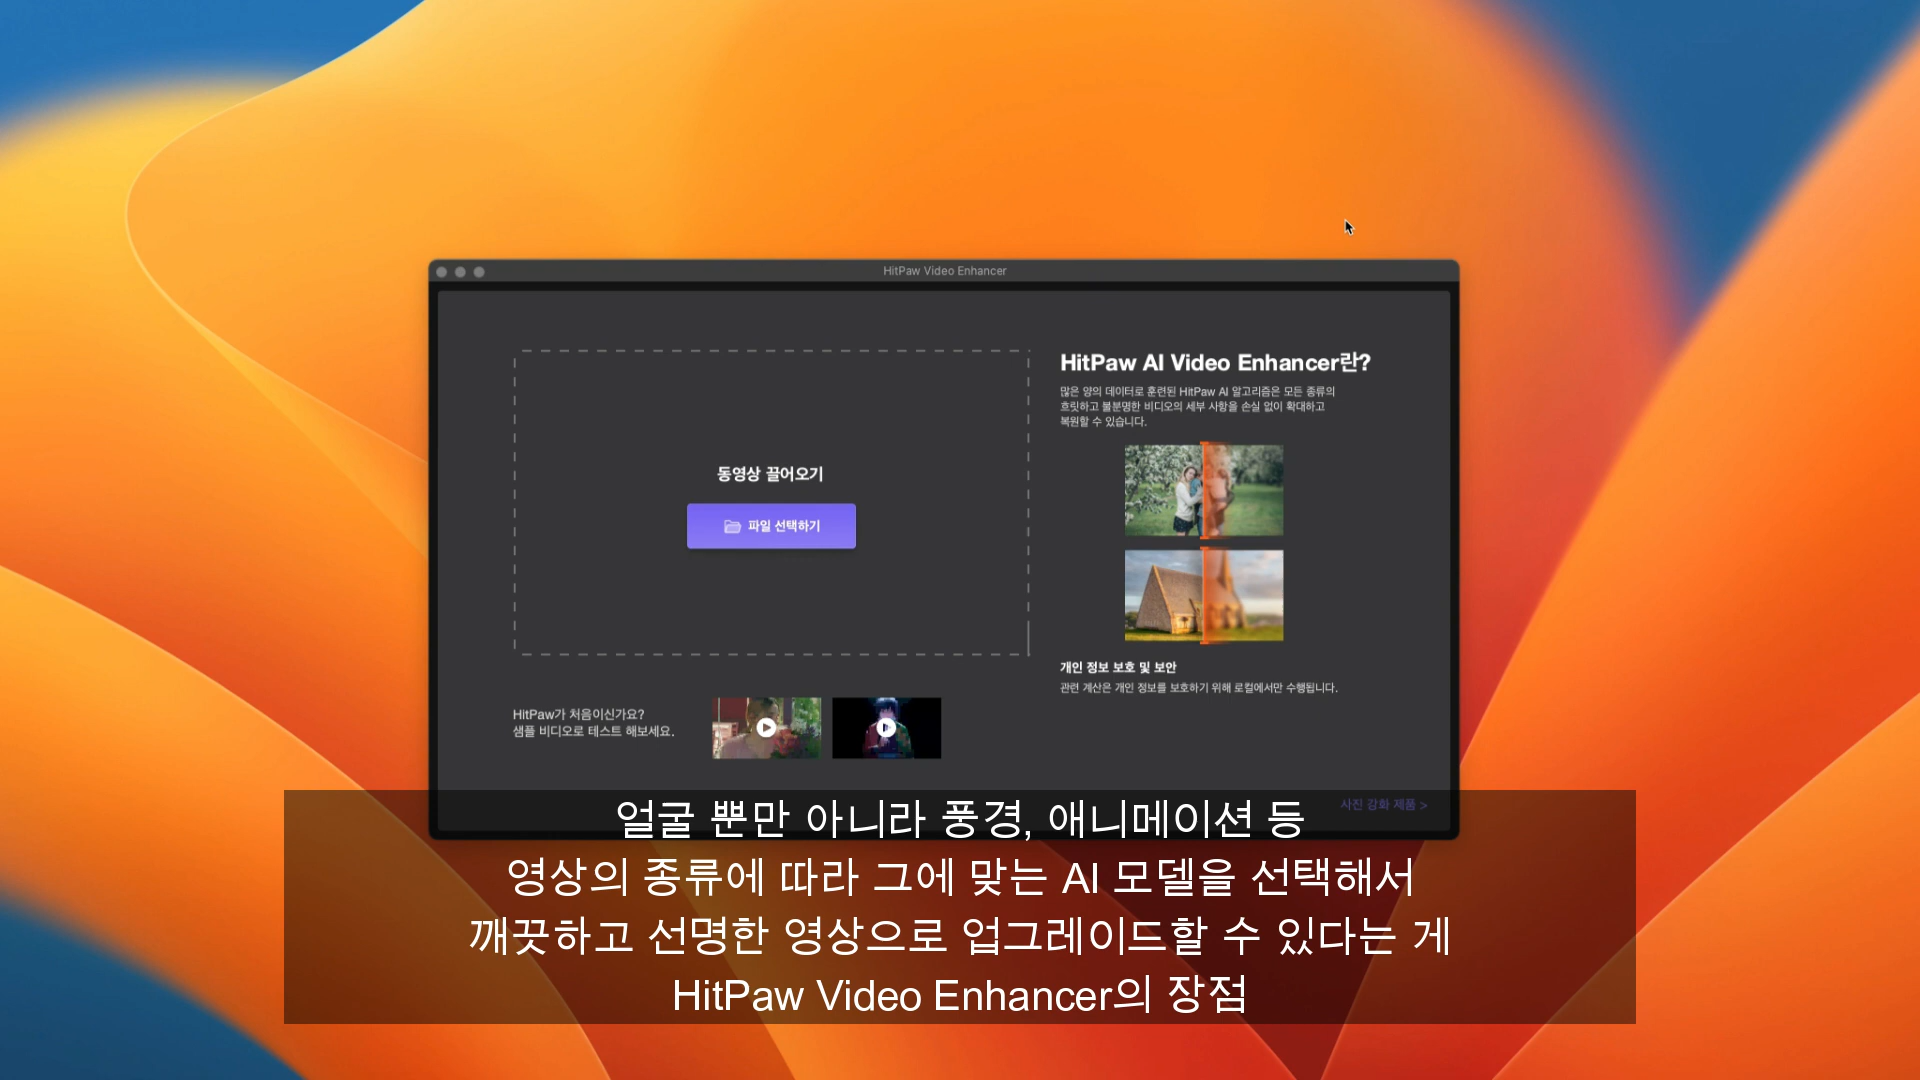 HitPaw Video Enhancer
동영상 끌어오기
파일 선택하기
HitPaw가 처음이신가요?
샘플 비디오로 테스트 해보세요.
HitPaw AI Video Enhancer란?
많은 양의 데이터로 훈련된 HitPaw AI 알고리즘은 모든 종류의
흐릿하고 불분명한 비디오의 세부 사항을 손실 없이 확대하고
복원할 수 있습니다.
개인 정보 보호 및 보안
관련 계산은 개인 정보를 보호하기 위해 로컬에서만 수행됩니다.
사진 강화 제품 >
얼굴 뿐만 아니라 풍경, 애니메이션 등
영상의 종류에 따라 그에 맞는 AI 모델을 선택해서
깨끗하고 선명한 영상으로 업그레이드할 수 있다는 게
HitPaw Video Enhancer의 장점